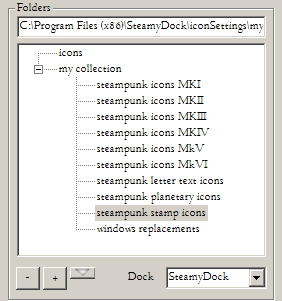 Folders
C:\Program Files (x86)\SteamyDock\iconSettings\my
icons
my collection
steampunk icons MKI
steampunk icons MKII
steampunk icons MKIII
steampunk icons MKIV
steampunk icons MkV
steampunk icons MkVI
steampunk letter text icons
steampunk planetary icons
steampunk stamp icons
windows replacements
- + Dock SteamyDock